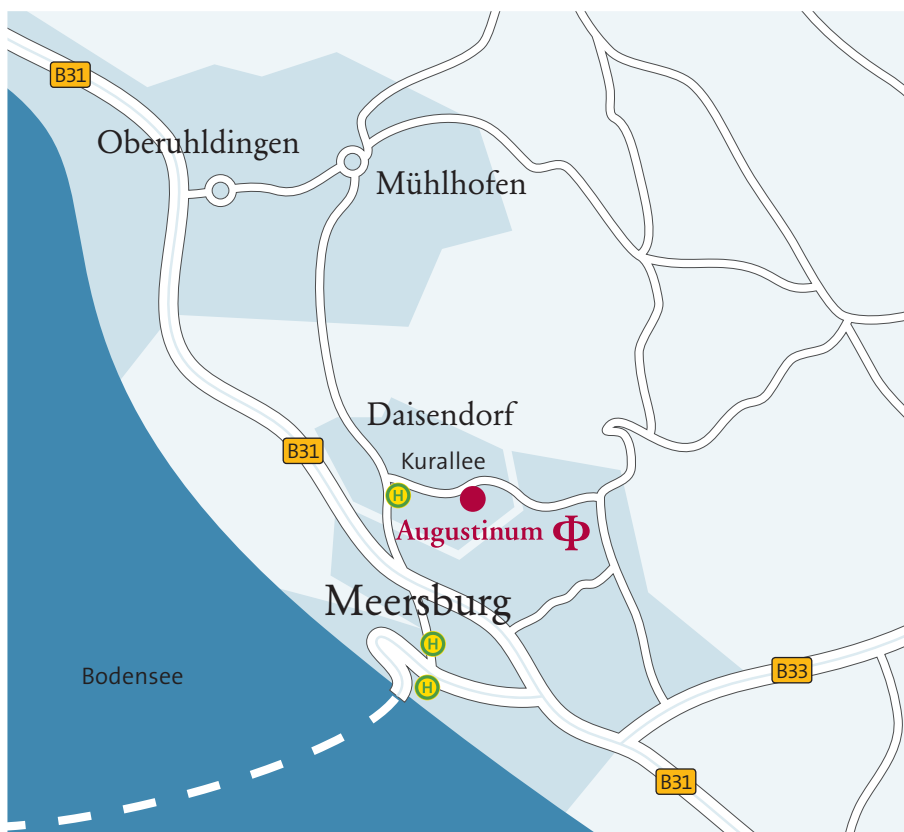 B31
Oberuhldingen
Mühlhofen
Daisendorf
B31
Kurallee
H
Augustinum Φ
Meersburg
H
Bodensee
H
B33
B31